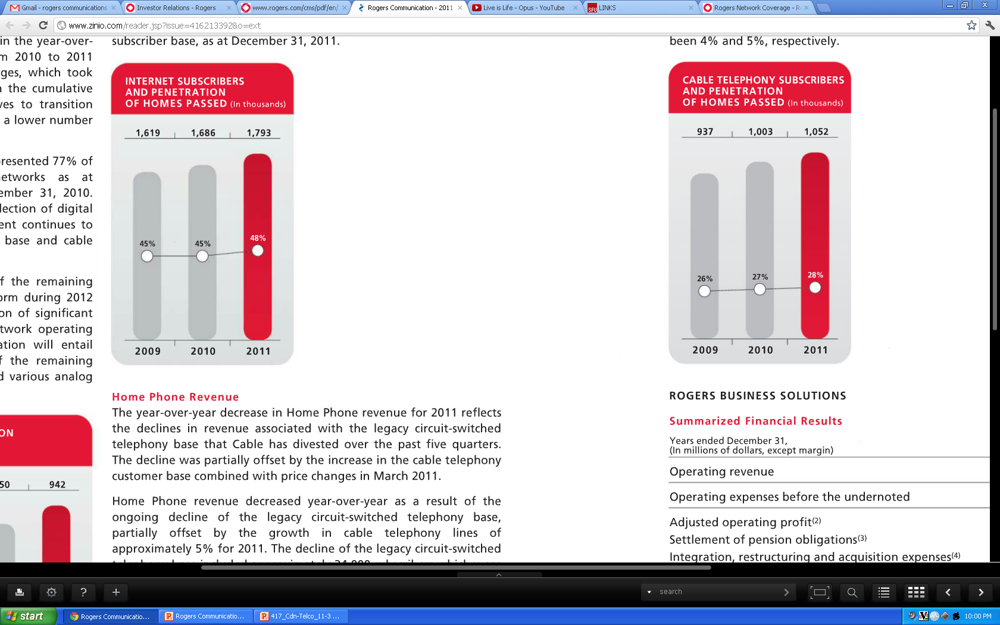 Gmail - rogers communications
Investor Relations - Rogers
www.rogers.com/cms/pdf/en/
Rogers Communication - 2011
Live is Life - Opus - YouTube
SFU LINKS
Rogers Network Coverage - R
www.zinio.com/reader.jsp?issue=416213392&o=ext
in the year-over-
m 2010 to 2011
ges, which took
n the cumulative
ves to transition
a lower number
presented 77% of
networks as at
ember 31, 2010.
lection of digital
ent continues to
base and cable
f the remaining
orm during 2012
on of significant
twork operating
ation will entail
f the remaining
d various analog
ON
50
942
subscriber base, as at December 31, 2011.
INTERNET SUBSCRIBERS
AND PENETRATION
OF HOMES PASSED (In thousands)
1,619 1,686 1,793
45% 45% 48%
2009 2010 2011
Home Phone Revenue
The year-over-year decrease in Home Phone revenue for 2011 reflects
the declines in revenue associated with the legacy circuit-switched
telephony base that Cable has divested over the past five quarters.
The decline was partially offset by the increase in the cable telephony
customer base combined with price changes in March 2011.
Home Phone revenue decreased year-over-year as a result of the
ongoing decline of the legacy circuit-switched telephony base,
partially offset by the growth in cable telephony lines of
approximately 5% for 2011. The decline of the legacy circuit-switched
telephony base included approximately 34,000 subscribers which were
been 4% and 5%, respectively.
CABLE TELEPHONY SUBSCRIBERS
AND PENETRATION
OF HOMES PASSED (In thousands)
937 1,003 1,052
26% 27% 28%
2009 2010 2011
ROGERS BUSINESS SOLUTIONS
Summarized Financial Results
Years ended December 31,
(In millions of dollars, except margin)
Operating revenue
Operating expenses before the undernoted
Adjusted operating profit(2)
Settlement of pension obligations(3)
Integration, restructuring and acquisition expenses(4)
search
start
Rogers Communicatio...
Rogers Communicatio...
417_Cdn-Telco_11-3 ...
10:00 PM